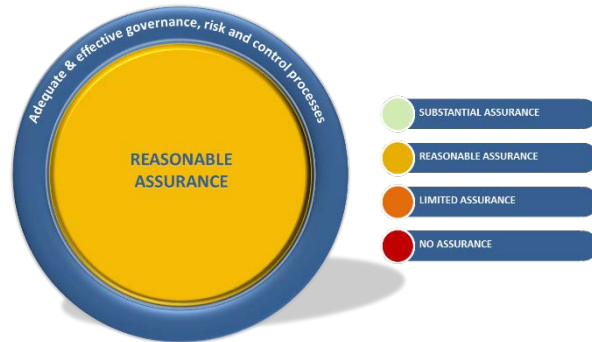 Adequate & effective governance, risk and control processes
REASONABLE
ASSURANCE
SUBSTANTIAL ASSURANCE
REASONABLE ASSURANCE
LIMITED ASSURANCE
NO ASSURANCE